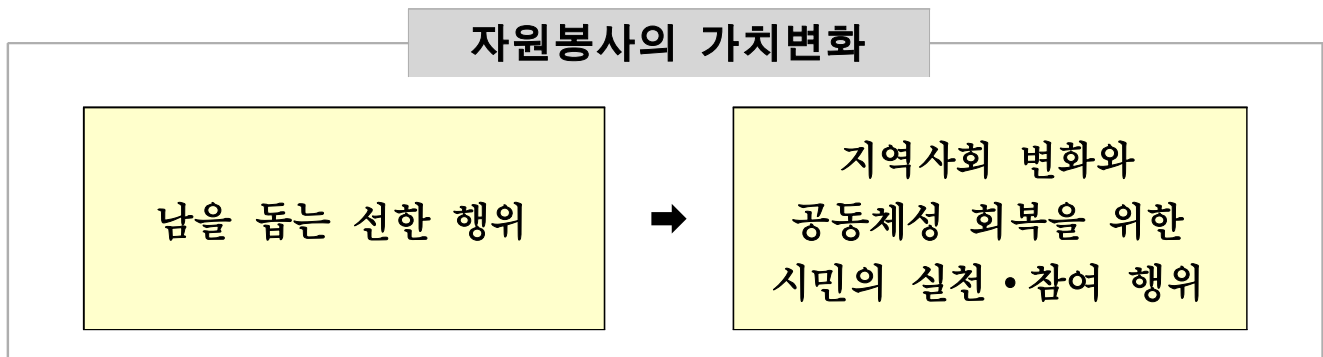 자원봉사의 가치변화
남을 돕는 선한 행위
➡
지역사회 변화와
공동체성 회복을 위한
시민의 실천・참여 행위